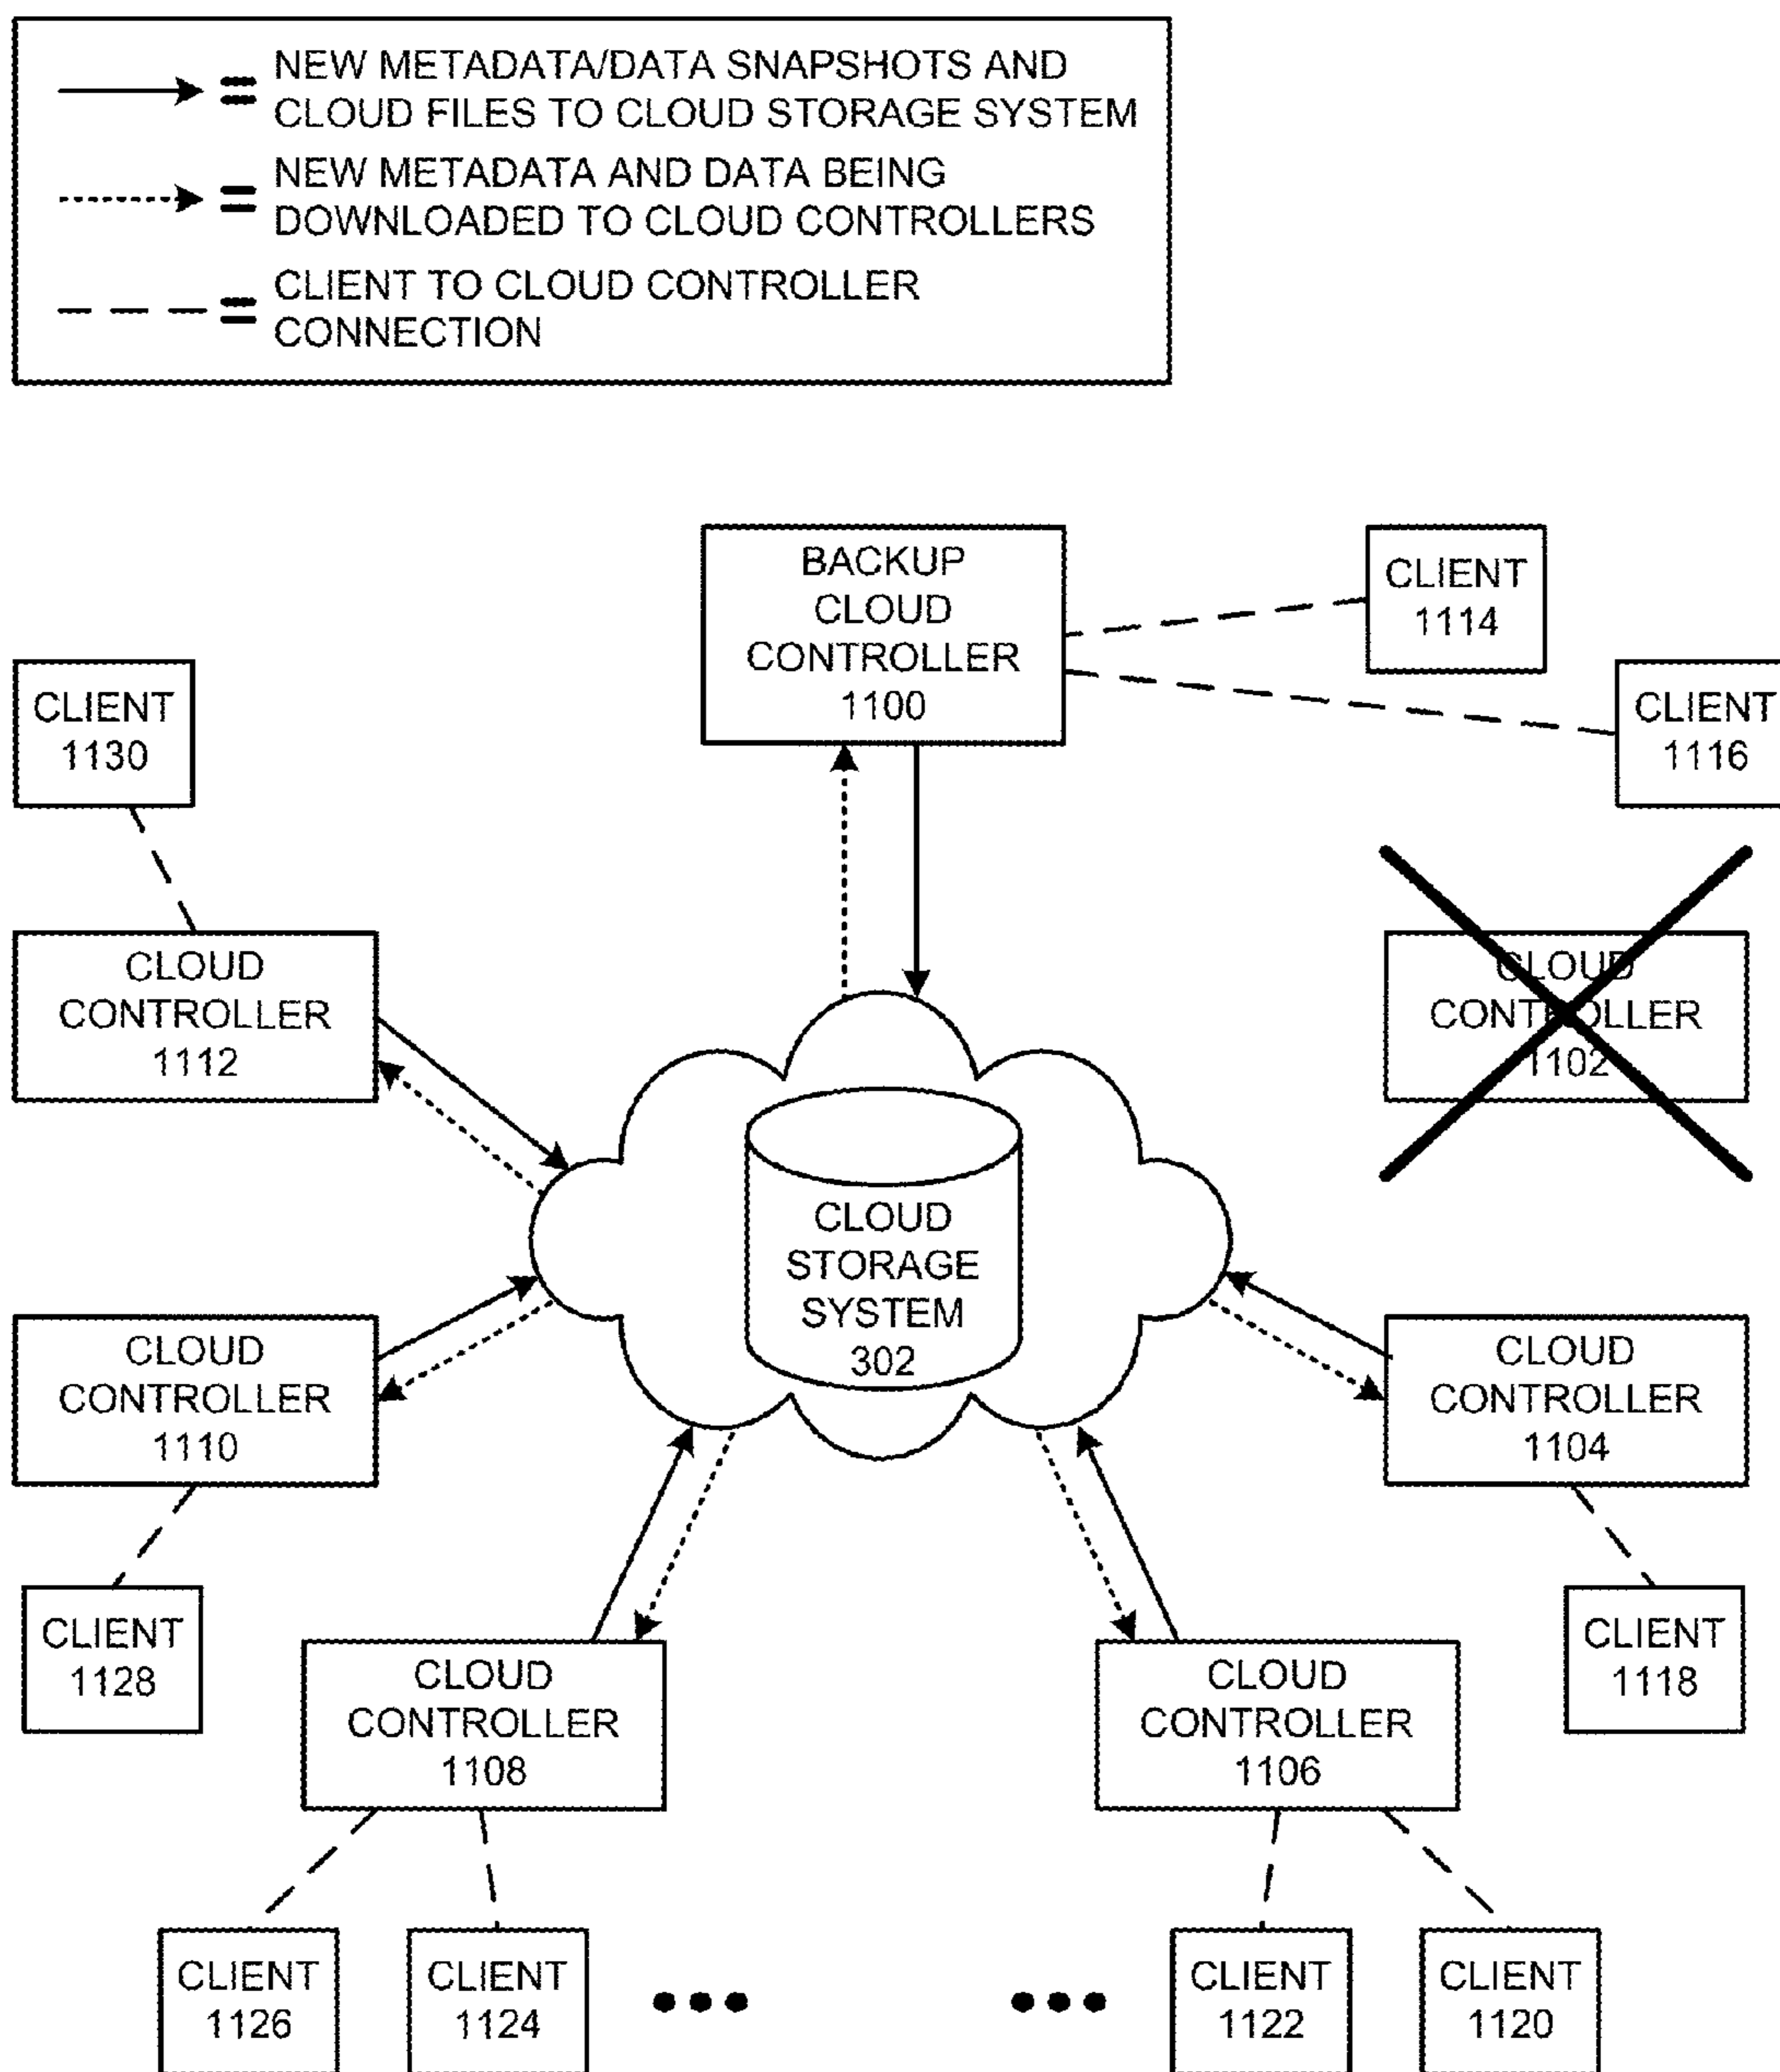 = NEW METADATA/DATA SNAPSHOTS AND
CLOUD FILES TO CLOUD STORAGE SYSTEM
= NEW METADATA AND DATA BEING
DOWNLOADED TO CLOUD CONTROLLERS
= CLIENT TO CLOUD CONTROLLER
CONNECTION
BACKUP
CLOUD
CONTROLLER
1100
CLIENT
1114
CLIENT
1116
CLIENT
1130
CLOUD
CONTROLLER
1112
CLOUD
CONTROLLER
1102
CLOUD
STORAGE
SYSTEM
302
CLOUD
CONTROLLER
1110
CLOUD
CONTROLLER
1104
CLIENT
1128
CLOUD
CONTROLLER
1108
CLOUD
CONTROLLER
1106
CLIENT
1118
CLIENT
1126
CLIENT
1124
CLIENT
1122
CLIENT
1120